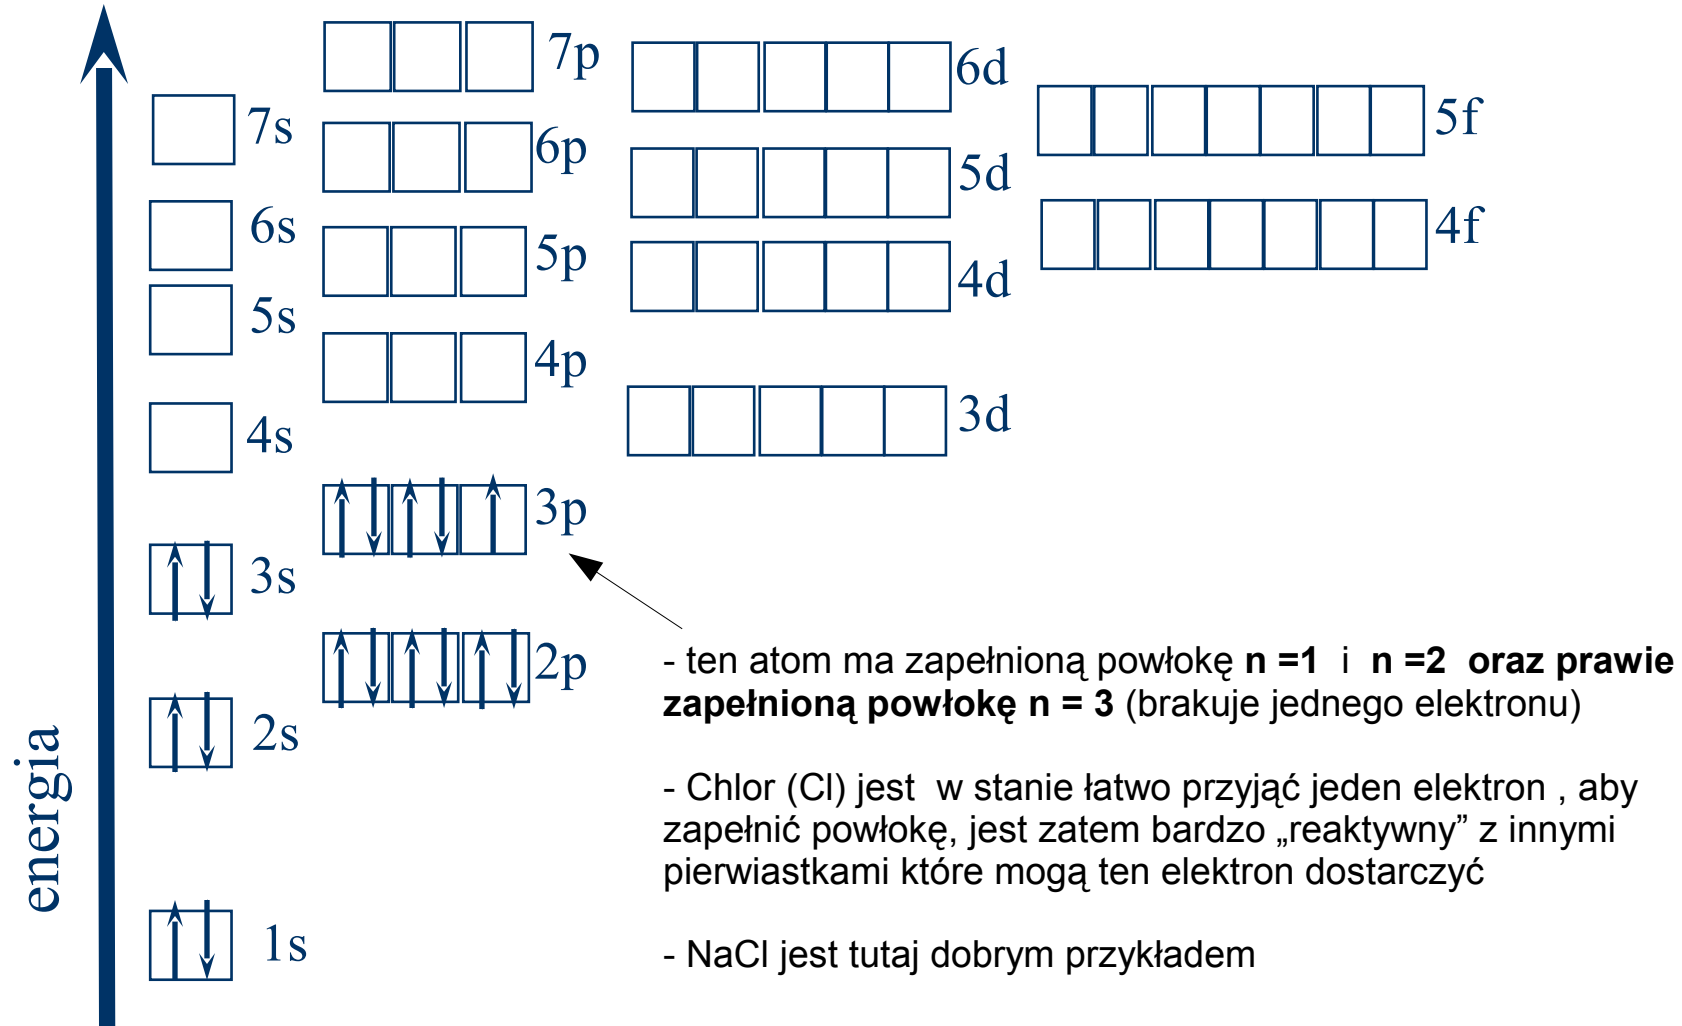 7p
6d
7s
5f
6p
5d
6s
4f
5p
4d
5s
4p
3d
4s
3p
3s
2p
- ten atom ma zapełnioną powłokę n =1 i n =2 oraz prawie
zapełnioną powłokę n = 3 (brakuje jednego elektronu)
2s
- Chlor (Cl) jest w stanie łatwo przyjąć jeden elektron , aby
zapełnić powłokę, jest zatem bardzo „reaktywny” z innymi
pierwiastkami które mogą ten elektron dostarczyć
energia
1s
- NaCl jest tutaj dobrym przykładem